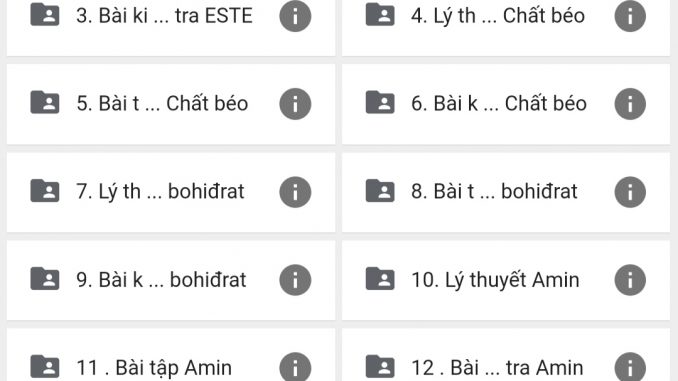 3. Bài ki ... tra ESTE
4. Lý th ... Chất béo
5. Bài t ... Chất béo
6. Bài k ... Chất béo
7. Lý th ... bohiđrat
8. Bài t ... bohiđrat
9. Bài k ... bohiđrat
10. Lý thuyết Amin
11 . Bài tập Amin
12 . Bài ... tra Amin